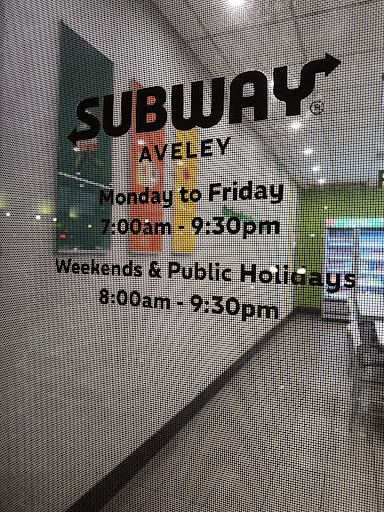 SUBWAY®
AVELEY
Monday to Friday
7:00am - 9:30pm
Weekends & Public Holidays
8:00am - 9:30pm